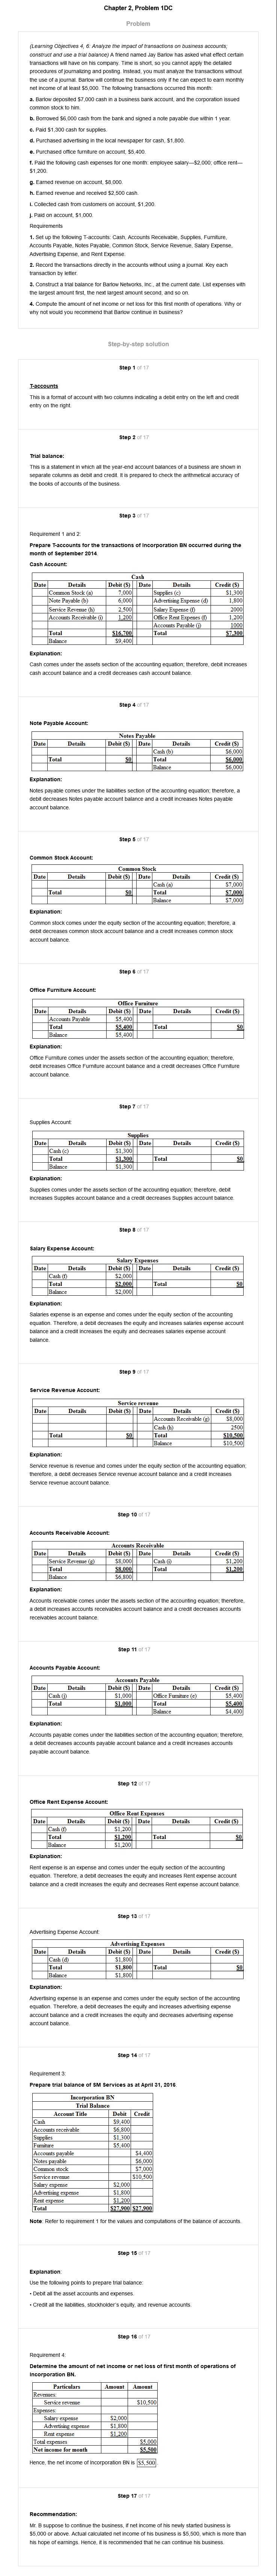 Chapter 2, Problem 1DC
Problem
(Learning Objectives 4, 6: Analyze the impact of transactions on business accounts;
construct and use a trial balance) A friend named Jay Barlow has asked what effect certain
transactions will have on his company. Time is short, so you cannot apply the detailed
procedures of journalizing and posting. Instead, you must analyze the transactions without
the use of a journal. Barlow will continue the business only if he can expect to earn monthly
net income of at least $5,000. The following transactions occurred this month:
a. Barlow deposited $7,000 cash in a business bank account, and the corporation issued
common stock to him.
b. Borrowed $6,000 cash from the bank and signed a note payable due within 1 year.
c. Paid $1,300 cash for supplies.
d. Purchased advertising in the local newspaper for cash, $1,800.
e. Purchased office furniture on account, $5,400.
f. Paid the following cash expenses for one month: employee salary—$2,000; office rent—
$1,200.
g. Earned revenue on account, $8,000.
h. Earned revenue and received $2,500 cash.
i. Collected cash from customers on account, $1,200.
j. Paid on account, $1,000.
Requirements
1. Set up the following T-accounts: Cash, Accounts Receivable, Supplies, Furniture,
Accounts Payable, Notes Payable, Common Stock, Service Revenue, Salary Expense,
Advertising Expense, and Rent Expense.
2. Record the transactions directly in the accounts without using a journal. Key each
transaction by letter.
3. Construct a trial balance for Barlow Networks, Inc., at the current date. List expenses with
the largest amount first, the next largest amount second, and so on.
4. Compute the amount of net income or net loss for this first month of operations. Why or
why not would you recommend that Barlow continue in business?
Step-by-step solution
Step 1 of 17
T-accounts
This is a format of account with two columns indicating a debit entry on the left and credit
entry on the right.
Step 2 of 17
Trial balance:
This is a statement in which all the year-end account balances of a business are shown in
separate columns as debit and credit. It is prepared to check the arithmetical accuracy of
the books of accounts of the business.
Step 3 of 17
Requirement 1 and 2:
Prepare T-accounts for the transactions of Incorporation BN occurred during the
month of September 2014.
Cash Account:
Cash
Date Details Debit ($) Date Details Credit ($)
Common Stock (a) 7,000 Supplies (c) $1,300
Note Payable (b) 6,000 Advertising Expense (d) 1,800
Service Revenue (h) 2,500 Salary Expense (f) 2000
Accounts Receivable (i) 1,200 Office Rent Expenses (f) 1,200
Accounts Payable (j) 1000
Total $16,700 Total $7,300
Balance $9,400
Explanation:
Cash comes under the assets section of the accounting equation; therefore, debit increases
cash account balance and a credit decreases cash account balance.
Step 4 of 17
Note Payable Account:
Notes Payable
Date Details Debit ($) Date Details Credit ($)
Cash (b) $6,000
Total $0 Total $6,000
Balance $6,000
Explanation:
Notes payable comes under the liabilities section of the accounting equation, therefore, a
debit decreases Notes payable account balance and a credit increases Notes payable
account balance.
Step 5 of 17
Common Stock Account:
Common Stock
Date Details Debit ($) Date Details Credit ($)
Cash (a) $7,000
Total $0 Total $7,000
Balance $7,000
Explanation:
Common stock comes under the equity section of the accounting equation; therefore, a
debit decreases common stock account balance and a credit increases common stock
account balance.
Step 6 of 17
Office Furniture Account:
Office Furniture
Date Details Debit ($) Date Details Credit ($)
Accounts Payable $5,400
Total $5,400 Total $0
Balance $5,400
Explanation:
Office Furniture comes under the assets section of the accounting equation; therefore,
debit increases Office Furniture account balance and a credit decreases Office Furniture
account balance.
Step 7 of 17
Supplies Account:
Supplies
Date Details Debit ($) Date Details Credit ($)
Cash (c) $1,300
Total $1,300 Total $0
Balance $1,300
Explanation:
Supplies comes under the assets section of the accounting equation; therefore, debit
increases Supplies account balance and a credit decreases Supplies account balance.
Step 8 of 17
Salary Expense Account:
Salary Expenses
Date Details Debit ($) Date Details Credit ($)
Cash (f) $2,000
Total $2,000 Total $0
Balance $2,000
Explanation:
Salaries expense is an expense and comes under the equity section of the accounting
equation. Therefore, a debit decreases the equity and increases salaries expense account
balance and a credit increases the equity and decreases salaries expense account
balance.
Step 9 of 17
Service Revenue Account:
Service revenue
Date Details Debit ($) Date Details Credit ($)
Accounts Receivable (g) $8,000
Cash (h) 2500
Total $0 Total $10,500
Balance $10,500
Explanation:
Service revenue is revenue and comes under the equity section of the accounting equation;
therefore, a debit decreases Service revenue account balance and a credit increases
Service revenue account balance.
Step 10 of 17
Accounts Receivable Account:
Accounts Receivable
Date Details Debit ($) Date Details Credit ($)
Service Revenue (g) $8,000 Cash (i) $1,200
Total $8,000 Total $1,200
Balance $6,800
Explanation:
Accounts receivable comes under the assets section of the accounting equation; therefore,
a debit increases accounts receivable account balance and a credit decreases accounts
receivables account balance.
Step 11 of 17
Accounts Payable Account:
Accounts Payable
Date Details Debit ($) Date Details Credit ($)
Cash (j) $1,000 Office Furniture (e) $5,400
Total $1,000 Total $5,400
Balance $4,400
Explanation:
Accounts payable comes under the liabilities section of the accounting equation, therefore,
a debit decreases accounts payable account balance and a credit increases accounts
payable account balance.
Step 12 of 17
Office Rent Expense Account:
Office Rent Expenses
Date Details Debit ($) Date Details Credit ($)
Cash (f) $1,200
Total $1,200 Total $0
Balance $1,200
Explanation:
Rent expense is an expense and comes under the equity section of the accounting
equation. Therefore, a debit decreases the equity and increases Rent expense account
balance and a credit increases the equity and decreases Rent expense account balance.
Step 13 of 17
Advertising Expense Account:
Advertising Expenses
Date Details Debit ($) Date Details Credit ($)
Cash (d) $1,800
Total $1,800 Total $0
Balance $1,800
Explanation:
Advertising expense is an expense and comes under the equity section of the accounting
equation. Therefore, a debit decreases the equity and increases advertising expense
account balance and a credit increases the equity and decreases advertising expense
account balance.
Step 14 of 17
Requirement 3:
Prepare trial balance of SM Services as at April 31, 2016.
Incorporation BN
Trial Balance
Account Title Debit Credit
Cash $9,400
Accounts receivable $6,800
Supplies $1,300
Furniture $5,400
Accounts payable $4,400
Notes payable $6,000
Common stock $7,000
Service revenue $10,500
Salary expense $2,000
Advertising expense $1,800
Rent expense $1,200
Total $27,900 $27,900
Note: Refer to requirement 1 for the values and computations of the balance of accounts.
Step 15 of 17
Explanation
Use the following points to prepare trial balance:
• Debit all the asset accounts and expenses.
• Credit all the liabilities, stockholder's equity, and revenue accounts.
Step 16 of 17
Requirement 4:
Determine the amount of net income or net loss of first month of operations of
Incorporation BN.
Particulars Amount Amount
Revenues:
Service revenue $10,500
Expenses:
Salary expense $2,000
Advertising expense $1,800
Rent expense $1,200
Total expenses $5,000
Net income for month $5,500
Hence, the net income of Incorporation BN is $5,500.
Step 17 of 17
Recommendation:
Mr. B suppose to continue the business, if net income of his newly started business is
$5,000 or above. Actual calculated net income of his business is $5,500, which is more than
his hope of earnings. Hence, it is recommended that he can continue his business.